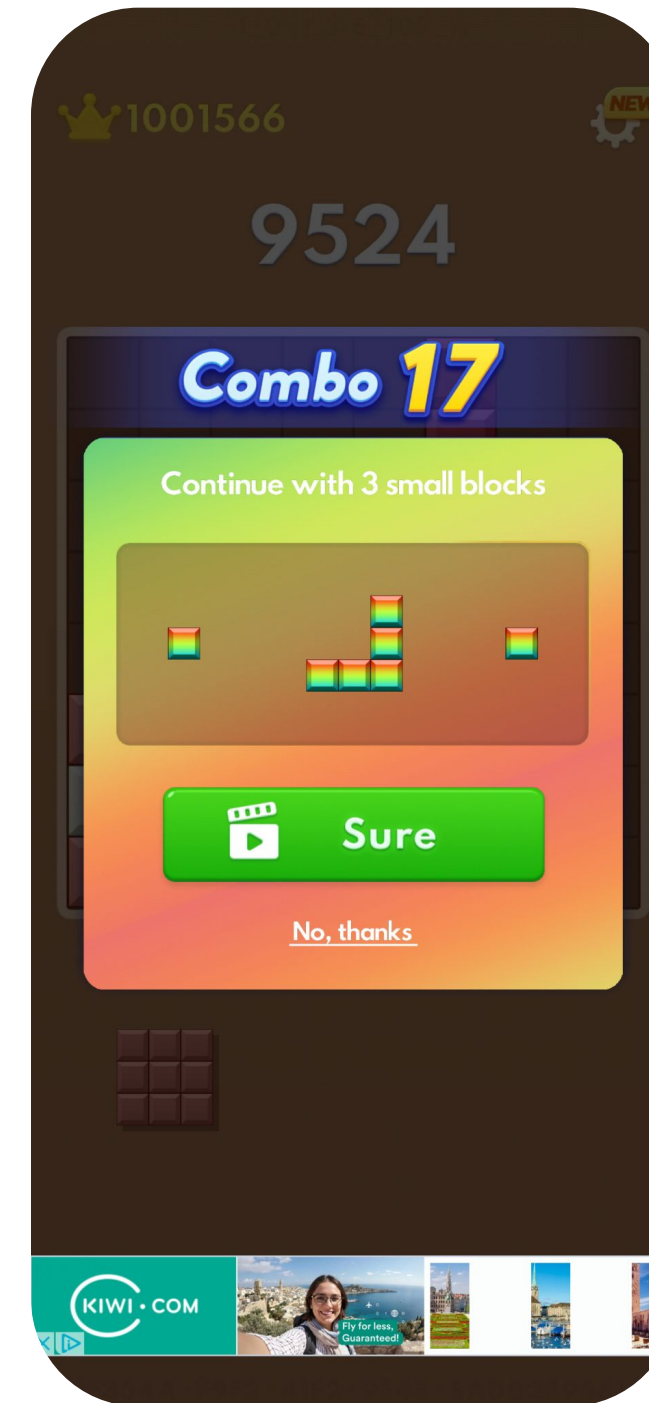 1001566
NEW
9524
Combo 17
Continue with 3 small blocks
Sure
No, thanks
KIWI.COM
Fly for less,
Guaranteed!